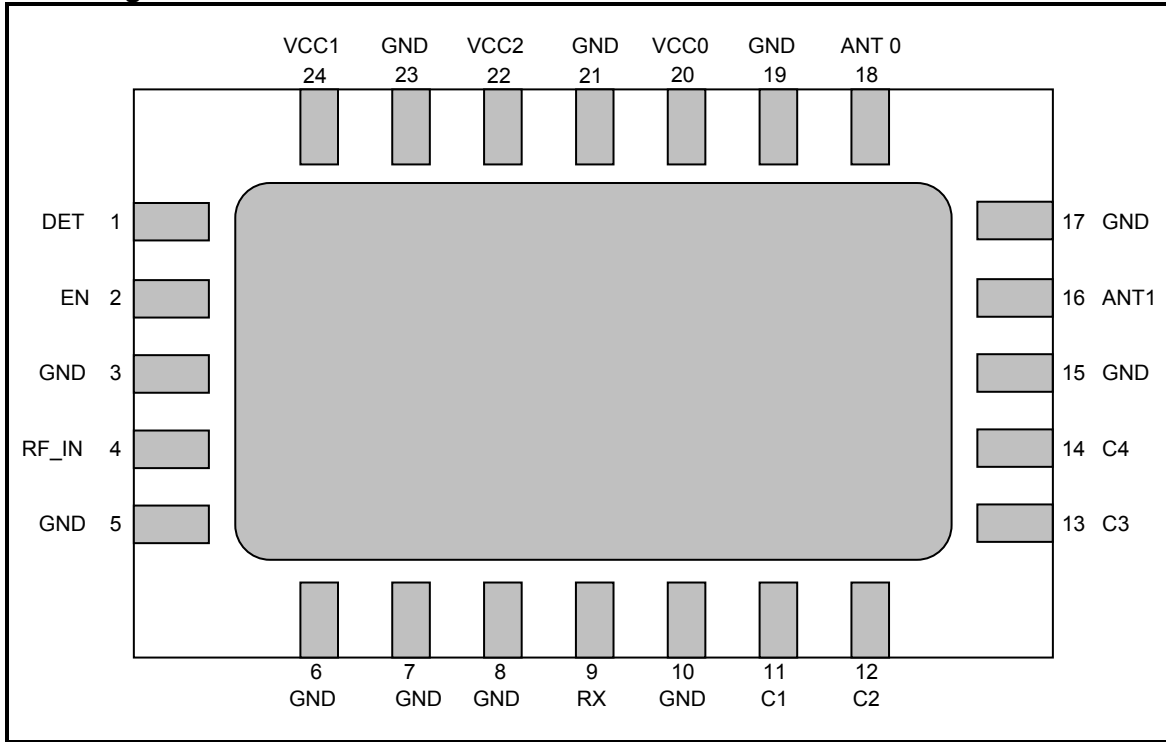 VCC1 GND VCC2 GND VCC0 GND ANT 0
24 23 22 21 20 19 18
DET 1
17 GND
EN 2
16 ANT1
GND 3
15 GND
RF_IN 4
14 C4
GND 5
13 C3
6 7 8 9 10 11 12
GND GND GND RX GND C1 C2